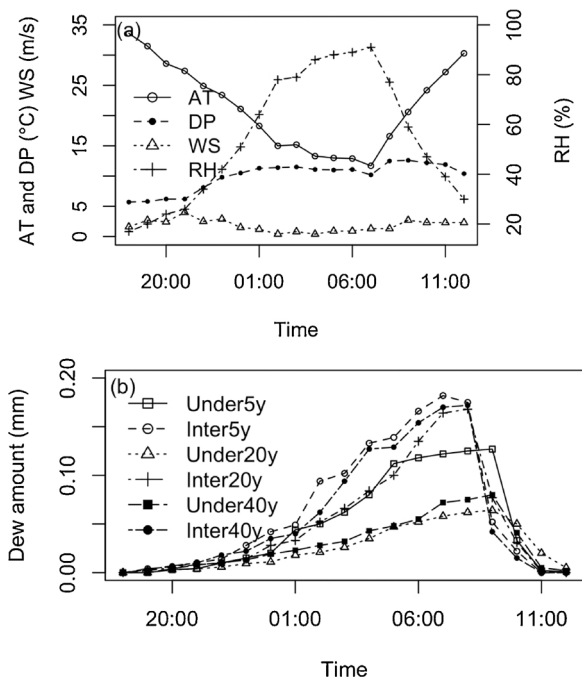 (a)
35
25
15
5
0
AT and DP (°C) WS (m/s)
AT
DP
WS
RH
100
80
60
40
20
RH (%)
20:00 01:00 06:00 11:00
Time
(b)
0.20
0.10
0.00
Dew amount (mm)
Under5y
Inter5y
Under20y
Inter20y
Under40y
Inter40y
20:00 01:00 06:00 11:00
Time